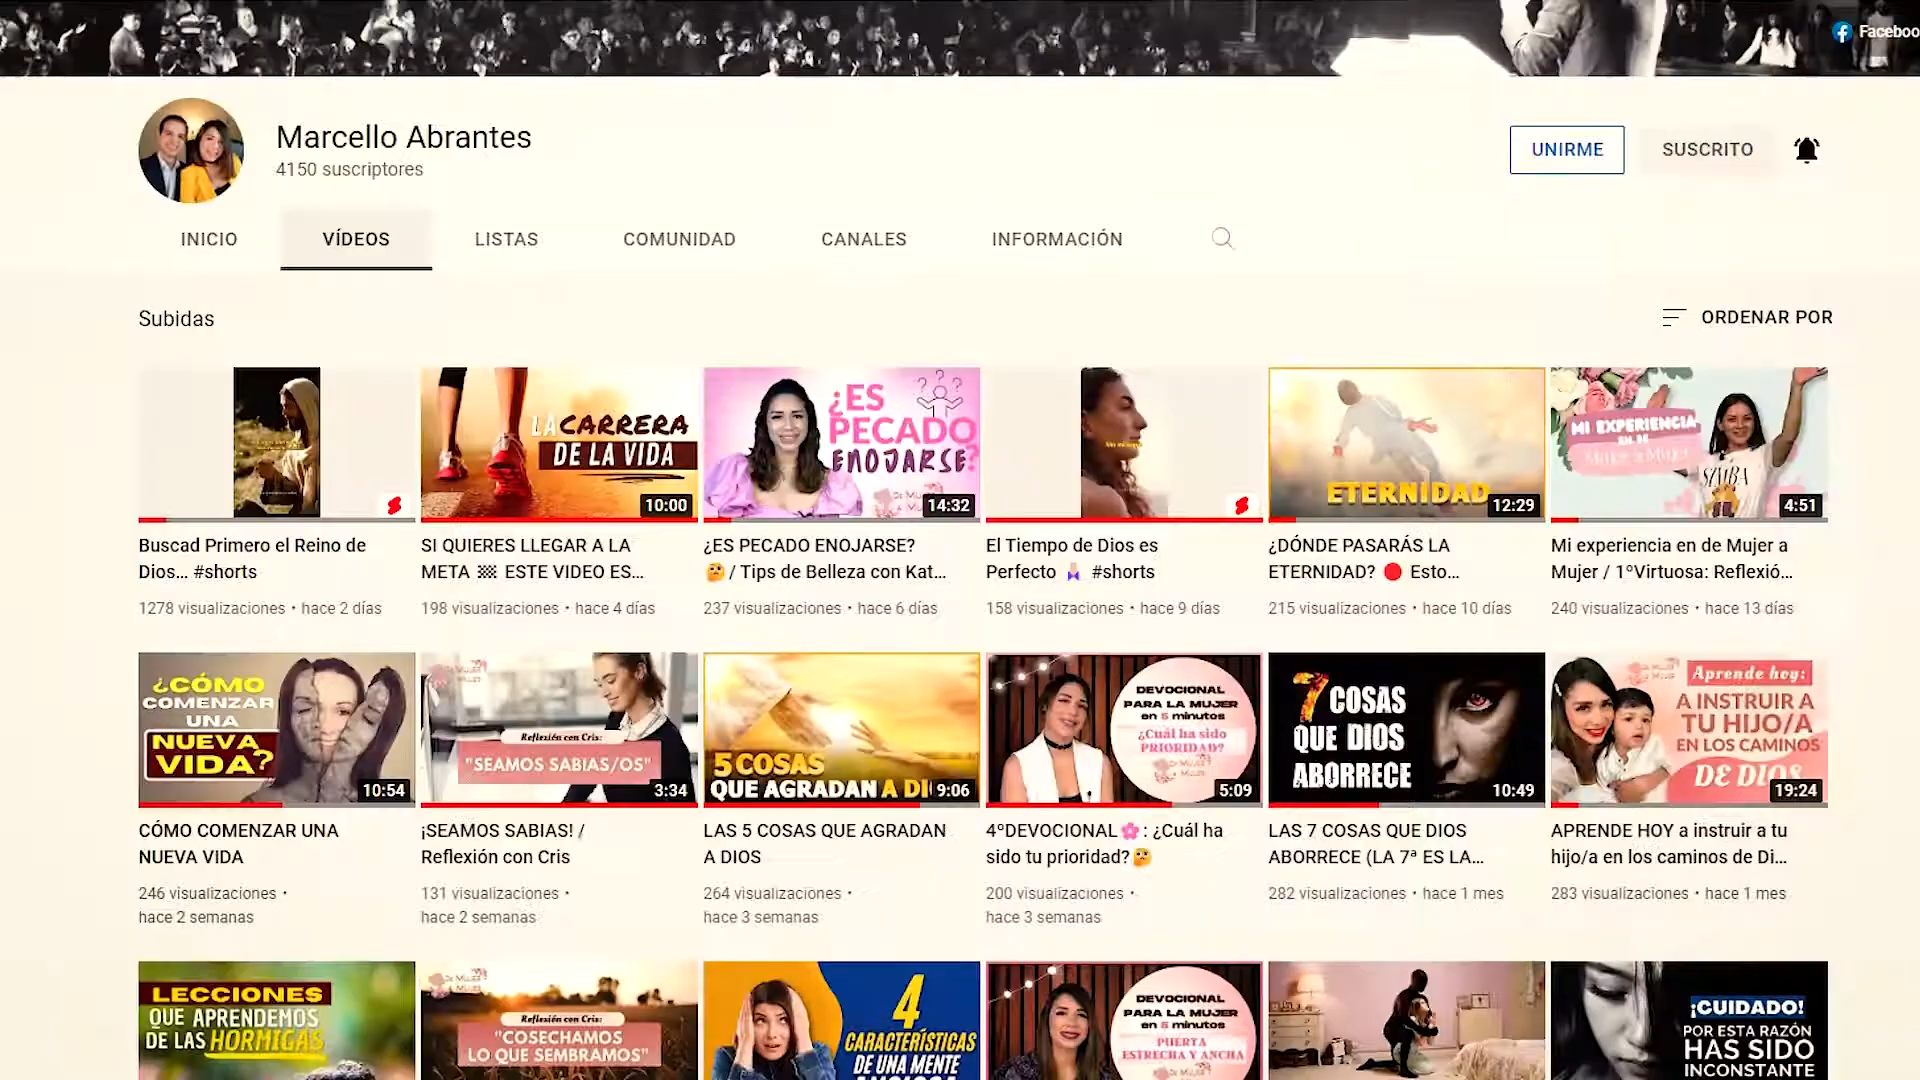 Faceboo
Marcello Abrantes
4150 suscriptores
UNIRME
SUSCRITO
INICIO
VÍDEOS
LISTAS
COMUNIDAD
CANALES
INFORMACIÓN
Subidas
ORDENAR POR
LA CARRERA
DE LA VIDA
10:00
¿ES
PECADO
ENOJARSE?
14:32
ETERNIDAD
12:29
MI EXPERIENCIA
EN DE
Mujer a Mujer
SIMBA
4:51
Buscad Primero el Reino de
Dios... #shorts
1278 visualizaciones • hace 2 días
SI QUIERES LLEGAR A LA
META 🏁 ESTE VIDEO ES...
198 visualizaciones • hace 4 días
¿ES PECADO ENOJARSE?
🤔 / Tips de Belleza con Kat...
237 visualizaciones • hace 6 días
El Tiempo de Dios es
Perfecto #shorts
158 visualizaciones • hace 9 días
¿DÓNDE PASARÁS LA
ETERNIDAD? 🔴 Esto...
215 visualizaciones • hace 10 días
Mi experiencia en de Mujer a
Mujer / 1ºVirtuosa: Reflexió...
240 visualizaciones • hace 13 días
¿CÓMO
COMENZAR
UNA
NUEVA
VIDA?
10:54
Reflexión con Cris:
"SEAMOS SABIAS/OS"
3:34
5 COSAS
QUE AGRADAN A DI
9:06
DEVOCIONAL
PARA LA MUJER
en 5 minutos
¿Cuál ha sido
PRIORIDAD?
5:09
7 COSAS
QUE DIOS
ABORRECE
10:49
Aprende hoy:
A INSTRUIR A
TU HIJO/A
EN LOS CAMINOS
DE DIOS
19:24
CÓMO COMENZAR UNA
NUEVA VIDA
246 visualizaciones •
hace 2 semanas
¡SEAMOS SABIAS! /
Reflexión con Cris
131 visualizaciones •
hace 2 semanas
LAS 5 COSAS QUE AGRADAN
A DIOS
264 visualizaciones •
hace 3 semanas
4ºDEVOCIONAL🌸: ¿Cuál ha
sido tu prioridad?🤔
200 visualizaciones •
hace 3 semanas
LAS 7 COSAS QUE DIOS
ABORRECE (LA 7ª ES LA...
282 visualizaciones • hace 1 mes
APRENDE HOY a instruir a tu
hijo/a en los caminos de Di...
283 visualizaciones • hace 1 mes
LECCIONES
QUE APRENDEMOS
DE LAS HORMIGAS
Reflexión con Cris:
"COSECHAMOS
LO QUE SEMBRAMOS"
4
CARACTERÍSTICAS
DE UNA MENTE
ANSIOSA
DEVOCIONAL
PARA LA MUJER
en 5 minutos
PUERTA
ESTRECHA Y ANCHA
¡CUIDADO!
POR ESTA RAZÓN
HAS SIDO
INCONSTANTE